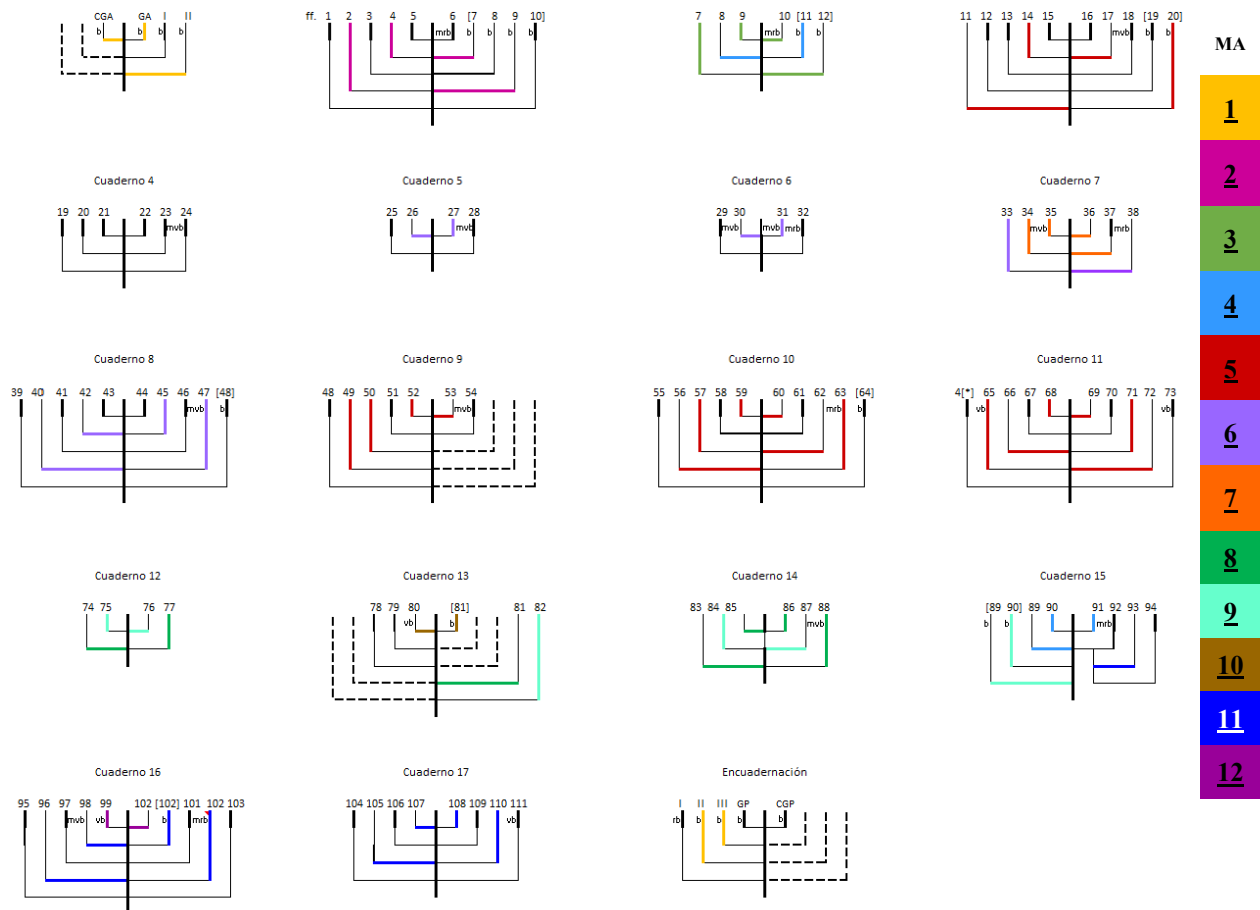 CGA GA I II
b b b b
ff. 1 2 3 4 5 6 [7 8 9 10]
mrb b b b b
7 8 9 10 [11 12]
mrb b b
11 12 13 14 15 16 17 18 [19 20]
mvb b b
MA
1
2
3
4
5
6
7
8
9
10
11
12
Cuaderno 4
19 20 21 22 23 24
mvb
Cuaderno 5
25 26 27 28
mvb
Cuaderno 6
29 30 31 32
mvb mvb mrb
Cuaderno 7
33 34 35 36 37 38
mvb mrb
Cuaderno 8
39 40 41 42 43 44 45 46 47 [48]
mvb b
Cuaderno 9
48 49 50 51 52 53 54
mvb
Cuaderno 10
55 56 57 58 59 60 61 62 63 [64]
mrb b
Cuaderno 11
4[*] 65 66 67 68 69 70 71 72 73
vb vb
Cuaderno 12
74 75 76 77
Cuaderno 13
78 79 80 [81] 81 82
vb b
Cuaderno 14
83 84 85 86 87 88
mvb
Cuaderno 15
[89 90] 89 90 91 92 93 94
b b mrb
Cuaderno 16
95 96 97 98 99 102 [102] 101 102 103
mvb vb b mrb
Cuaderno 17
104 105 106 107 108 109 110 111
vb
Encuadernación
I II III GP CGP
rb b b b b